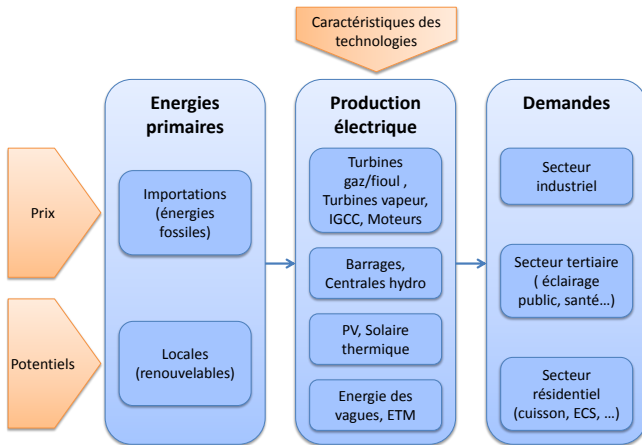 Caractéristiques des
technologies
Prix
Potentiels
Energies
primaires
Importations
(énergies
fossiles)
Locales
(renouvelables)
Production
électrique
Turbines
gaz/fioul ,
Turbines vapeur,
IGCC, Moteurs
Barrages,
Centrales hydro
PV, Solaire
thermique
Energie des
vagues, ETM
Demandes
Secteur
industriel
Secteur tertiaire
( éclairage
public, santé…)
Secteur
résidentiel
(cuisson, ECS, …)